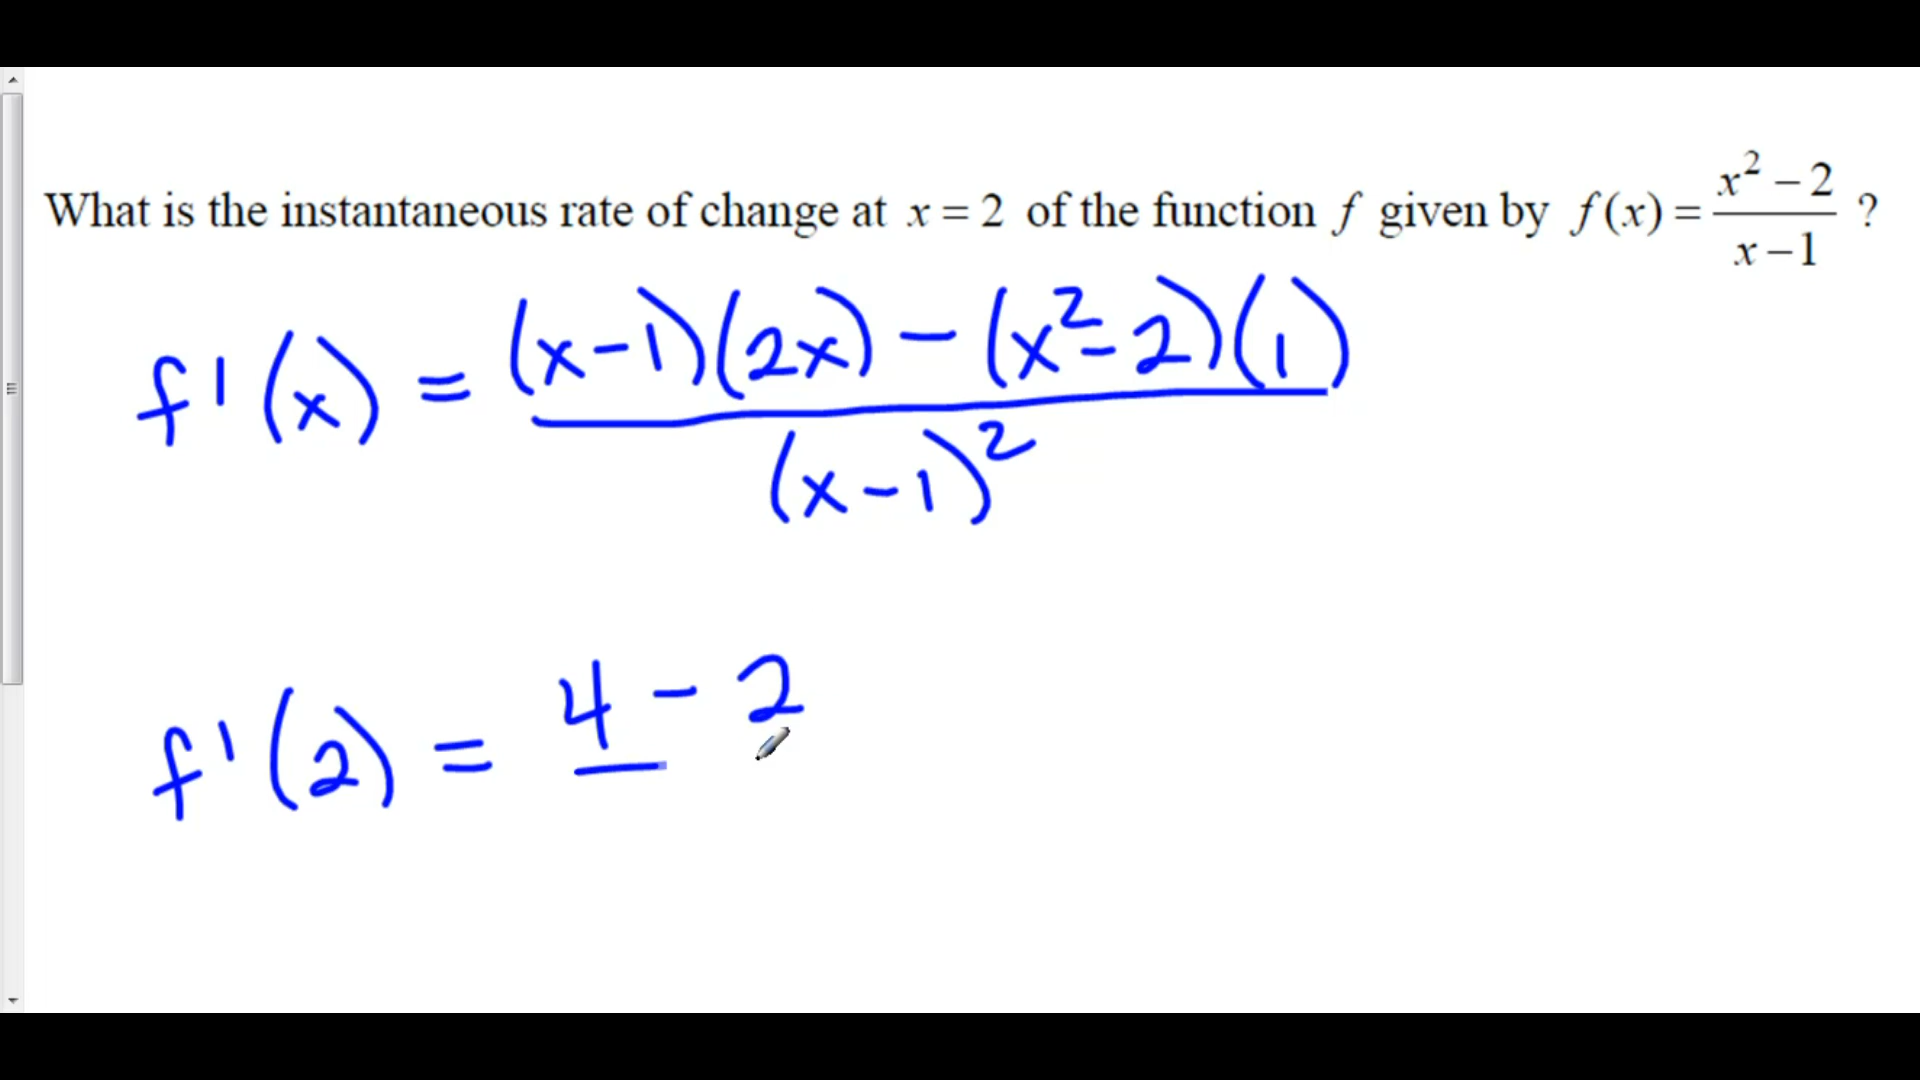 What is the instantaneous rate of change at x = 2 of the function f given by f(x) = (x² − 2)/(x − 1) ?
f'(x) = ((x-1)(2x) - (x²-2)(1))/(x-1)²
f'(2) = 4 - 2